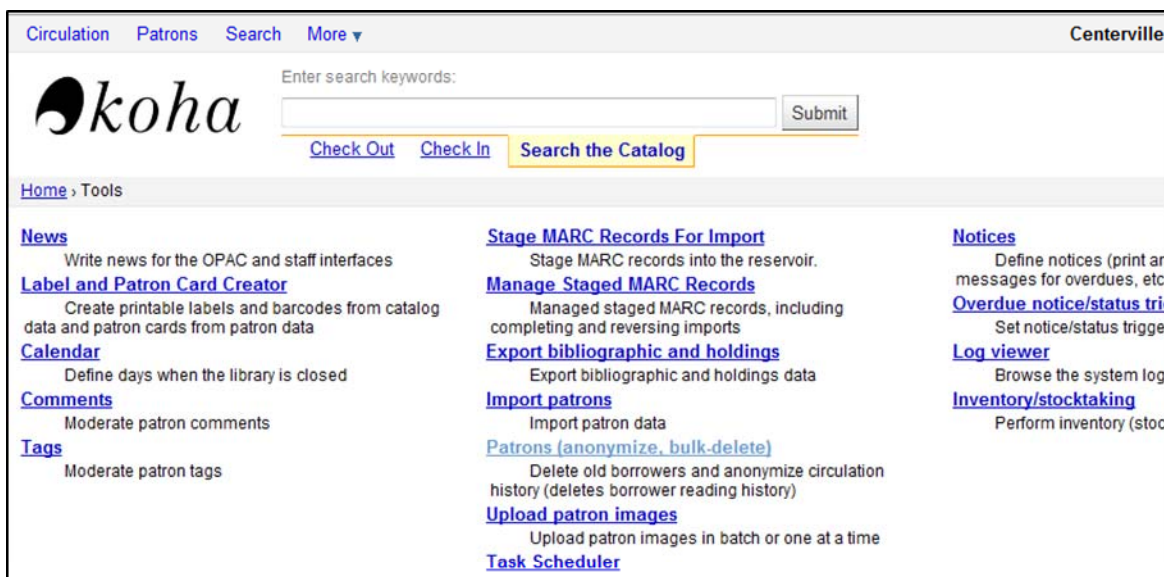 Circulation Patrons Search More ▼ Centerville
koha
Enter search keywords:
Submit
Check Out Check In Search the Catalog
Home › Tools
News
Write news for the OPAC and staff interfaces
Label and Patron Card Creator
Create printable labels and barcodes from catalog
data and patron cards from patron data
Calendar
Define days when the library is closed
Comments
Moderate patron comments
Tags
Moderate patron tags
Stage MARC Records For Import
Stage MARC records into the reservoir.
Manage Staged MARC Records
Managed staged MARC records, including
completing and reversing imports
Export bibliographic and holdings
Export bibliographic and holdings data
Import patrons
Import patron data
Patrons (anonymize, bulk-delete)
Delete old borrowers and anonymize circulation
history (deletes borrower reading history)
Upload patron images
Upload patron images in batch or one at a time
Task Scheduler
Notices
Define notices (print
messages for overdues, etc
Overdue notice/status
Set notice/status
Log viewer
Browse the system log
Inventory/stocktaking
Perform inventory